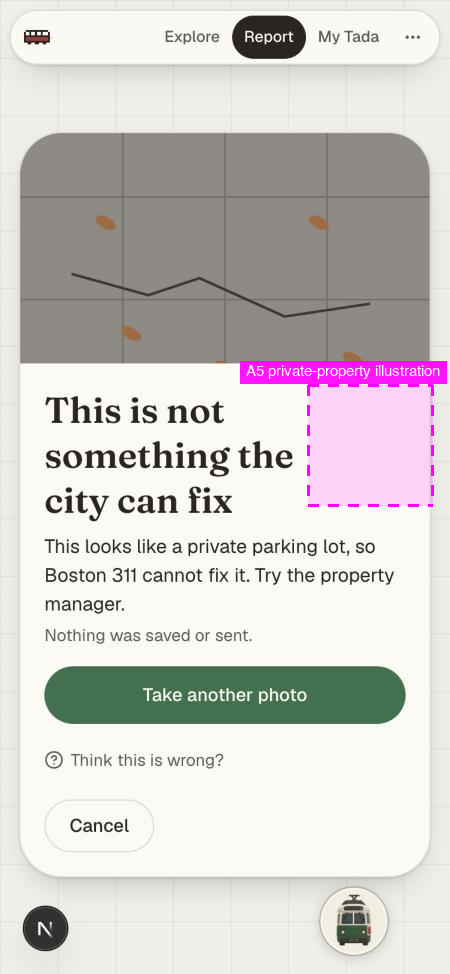 Explore
Report
My Tada
A5 private-property illustration
This is not
something the
city can fix
This looks like a private parking lot, so
Boston 311 cannot fix it. Try the property
manager.
Nothing was saved or sent.
Take another photo
Think this is wrong?
Cancel
N